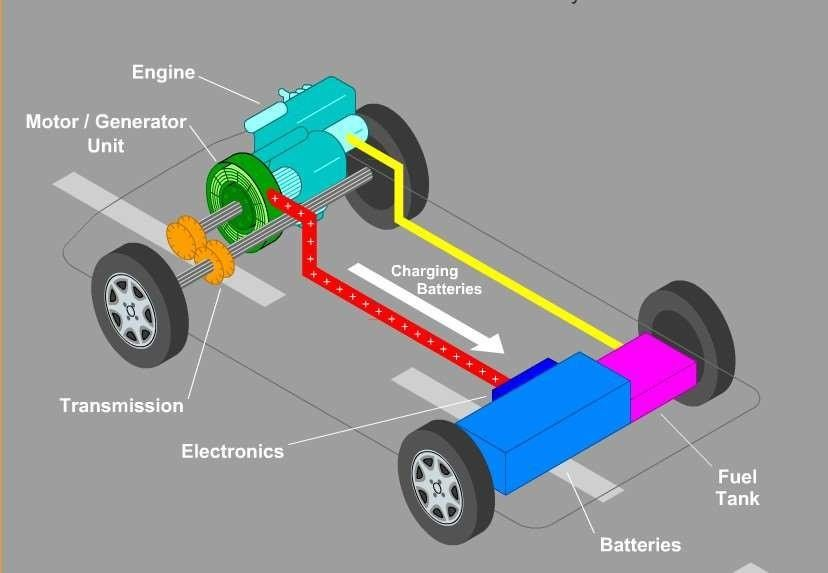 Engine
Motor / Generator
Unit
Charging
Batteries
Transmission
Electronics
Fuel
Tank
Batteries